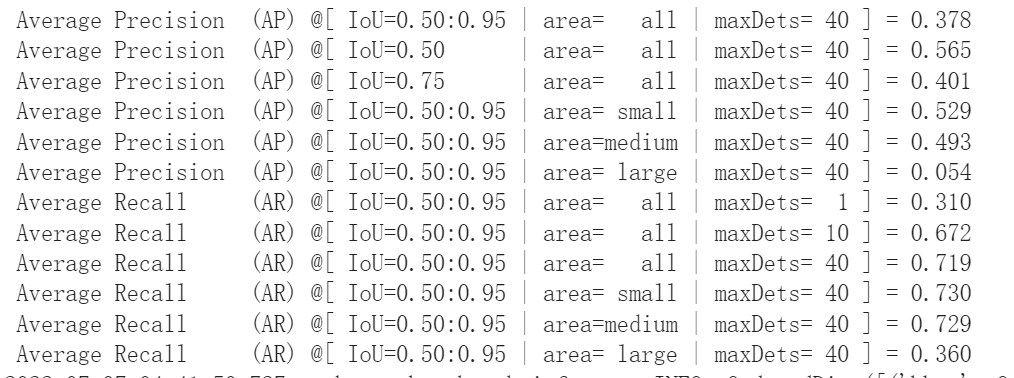 Average Precision  (AP) @[ IoU=0.50:0.95 | area=   all | maxDets= 40 ] = 0.378
Average Precision  (AP) @[ IoU=0.50      | area=   all | maxDets= 40 ] = 0.565
Average Precision  (AP) @[ IoU=0.75      | area=   all | maxDets= 40 ] = 0.401
Average Precision  (AP) @[ IoU=0.50:0.95 | area= small | maxDets= 40 ] = 0.529
Average Precision  (AP) @[ IoU=0.50:0.95 | area=medium | maxDets= 40 ] = 0.493
Average Precision  (AP) @[ IoU=0.50:0.95 | area= large | maxDets= 40 ] = 0.054
Average Recall     (AR) @[ IoU=0.50:0.95 | area=   all | maxDets=  1 ] = 0.310
Average Recall     (AR) @[ IoU=0.50:0.95 | area=   all | maxDets= 10 ] = 0.672
Average Recall     (AR) @[ IoU=0.50:0.95 | area=   all | maxDets= 40 ] = 0.719
Average Recall     (AR) @[ IoU=0.50:0.95 | area= small | maxDets= 40 ] = 0.730
Average Recall     (AR) @[ IoU=0.50:0.95 | area=medium | maxDets= 40 ] = 0.729
Average Recall     (AR) @[ IoU=0.50:0.95 | area= large | maxDets= 40 ] = 0.360